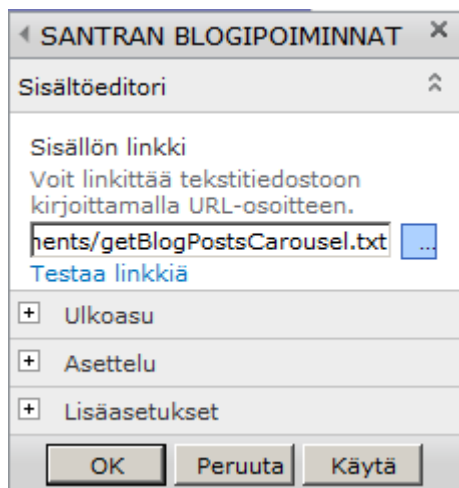 SANTRAN BLOGIPOIMINNAT
Sisältöeditori
Sisällön linkki
Voit linkittää tekstitiedostoon
kirjoittamalla URL-osoitteen.
nents/getBlogPostsCarousel.txt ...
Testaa linkkiä
Ulkoasu
Asettelu
Lisäasetukset
OK Peruuta Käytä